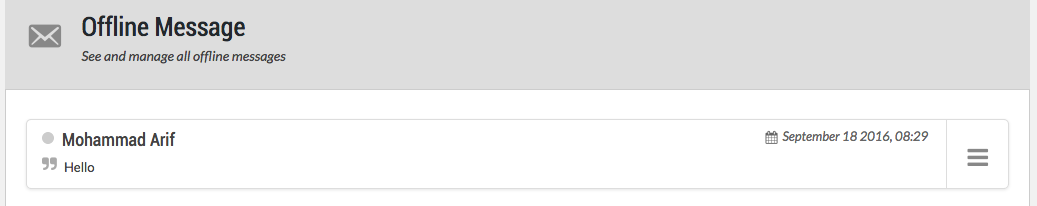 Offline Message
See and manage all offline messages
Mohammad Arif
September 18 2016, 08:29
Hello